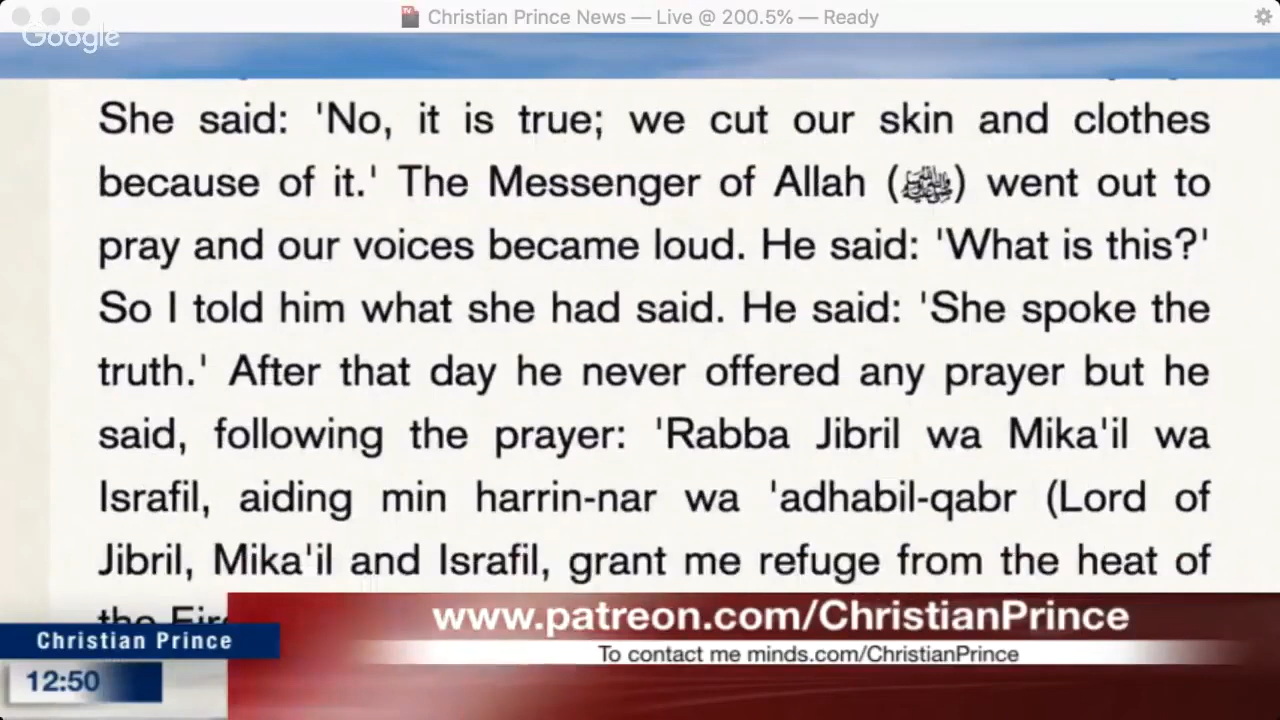 Christian Prince News — Live @ 200.5% — Ready
Google
She said: 'No, it is true; we cut our skin and clothes
because of it.' The Messenger of Allah (ﷺ) went out to
pray and our voices became loud. He said: 'What is this?'
So I told him what she had said. He said: 'She spoke the
truth.' After that day he never offered any prayer but he
said, following the prayer: 'Rabba Jibril wa Mika'il wa
Israfil, aiding min harrin-nar wa 'adhabil-qabr (Lord of
Jibril, Mika'il and Israfil, grant me refuge from the heat of
the
www.patreon.com/ChristianPrince
To contact me minds.com/ChristianPrince
Christian Prince
12:50